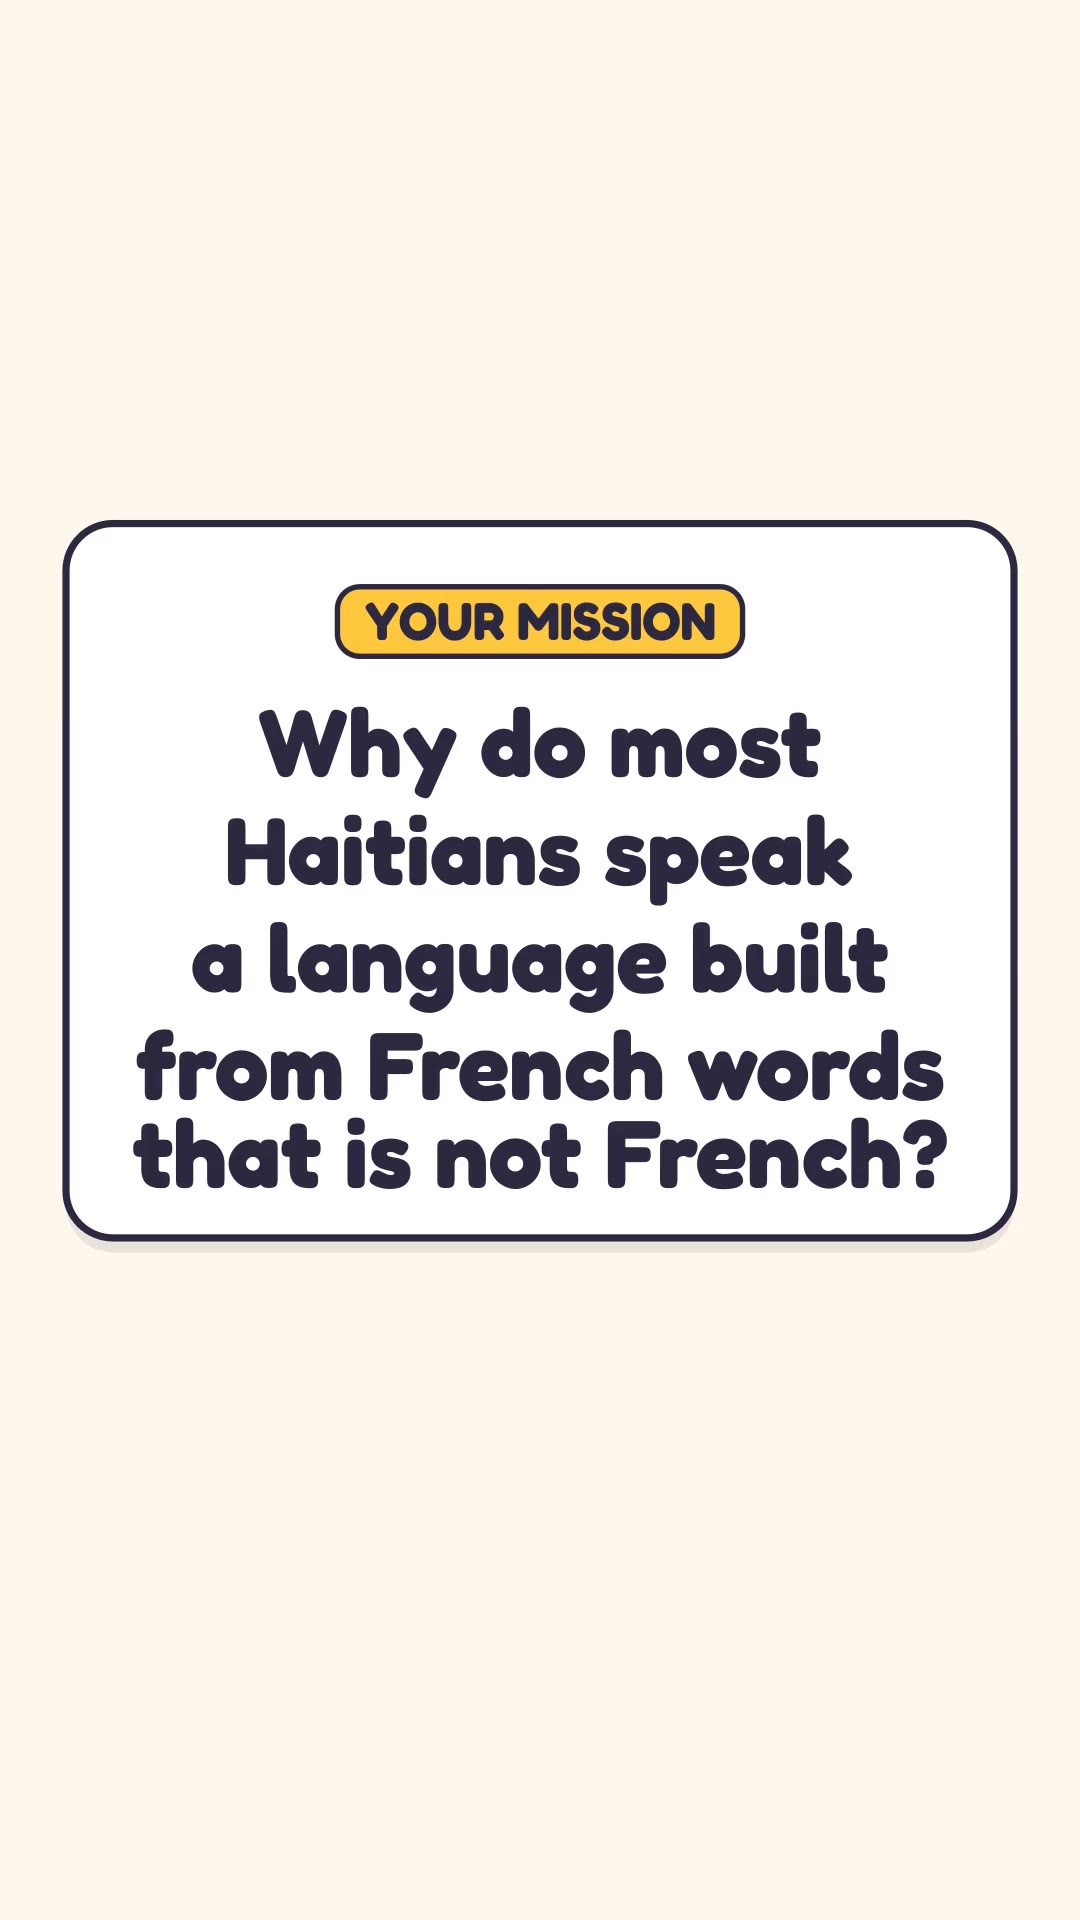 YOUR MISSION
Why do most
Haitians speak
a language built
from French words
that is not French?